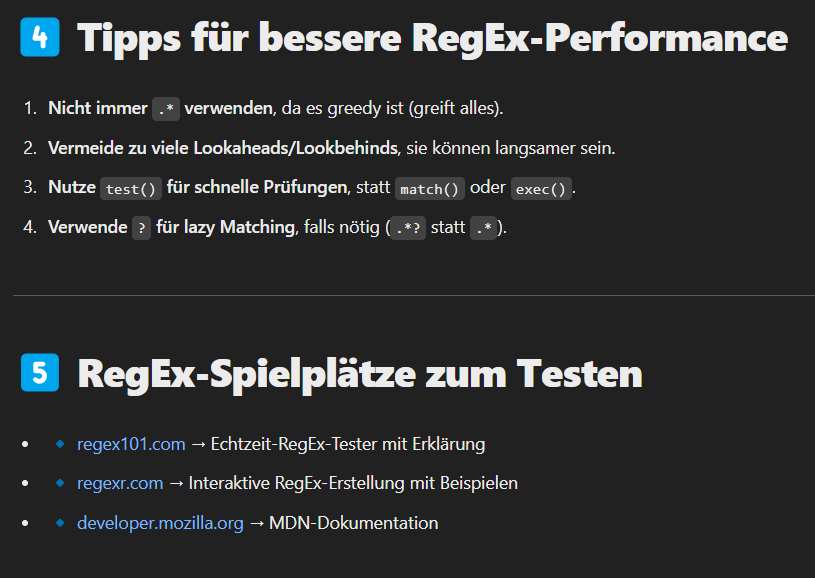 4 Tipps für bessere RegEx-Performance
1. Nicht immer .* verwenden, da es greedy ist (greift alles).
2. Vermeide zu viele Lookaheads/Lookbehinds, sie können langsamer sein.
3. Nutze test() für schnelle Prüfungen, statt match() oder exec().
4. Verwende ? für lazy Matching, falls nötig (.*? statt .*).
5 RegEx-Spielplätze zum Testen
• 🔹 regex101.com → Echtzeit-RegEx-Tester mit Erklärung
• 🔹 regexr.com → Interaktive RegEx-Erstellung mit Beispielen
• 🔹 developer.mozilla.org → MDN-Dokumentation